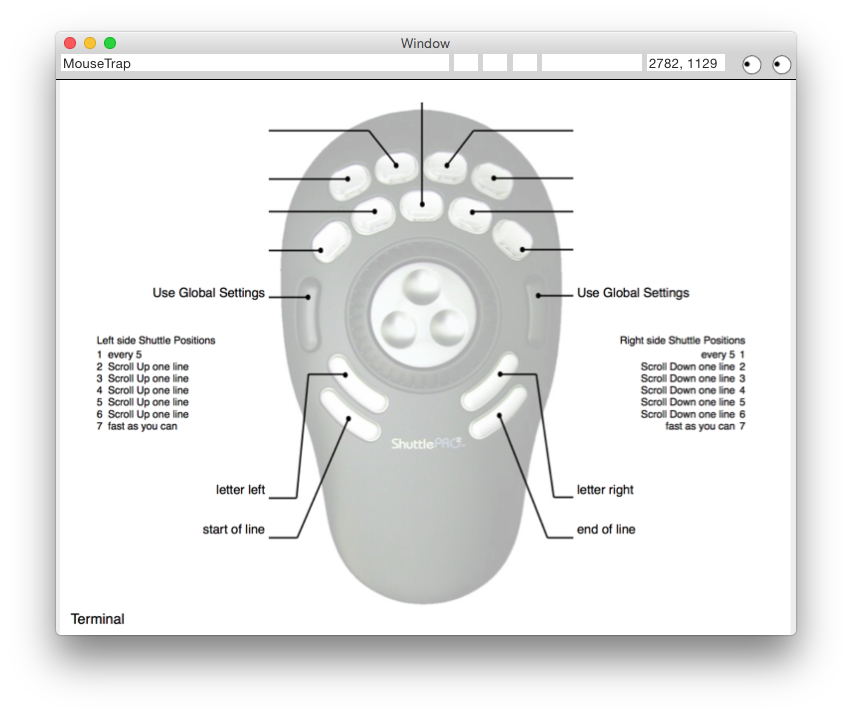 Window
MouseTrap
2782, 1129
Use Global Settings
Use Global Settings
Left side Shuttle Positions
1 every 5
2 Scroll Up one line
3 Scroll Up one line
4 Scroll Up one line
5 Scroll Up one line
6 Scroll Up one line
7 fast as you can
Right side Shuttle Positions
every 5 1
Scroll Down one line 2
Scroll Down one line 3
Scroll Down one line 4
Scroll Down one line 5
Scroll Down one line 6
fast as you can 7
ShuttlePRO
letter left
letter right
start of line
end of line
Terminal